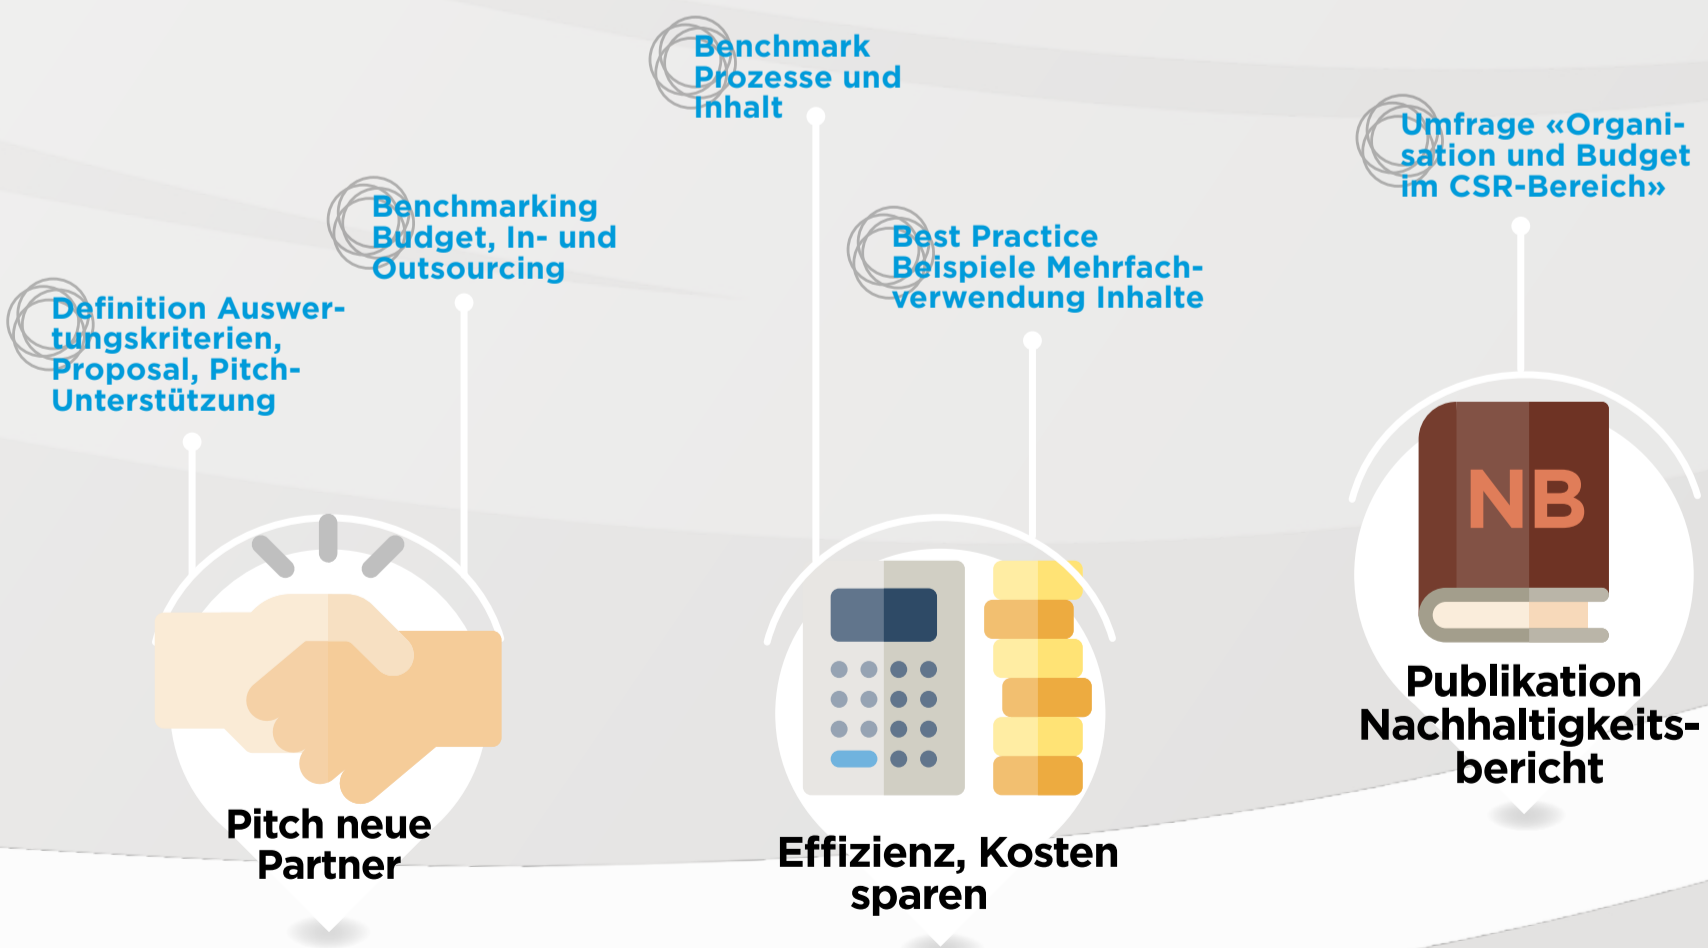 Definition Auswer-
tungskriterien,
Proposal, Pitch-
Unterstützung
Benchmarking
Budget, In- und
Outsourcing
Pitch neue
Partner
Benchmark
Prozesse und
Inhalt
Best Practice
Beispiele Mehrfach-
verwendung Inhalte
Effizienz, Kosten
sparen
Umfrage «Organi-
sation und Budget
im CSR-Bereich»
NB
Publikation
Nachhaltigkeits-
bericht